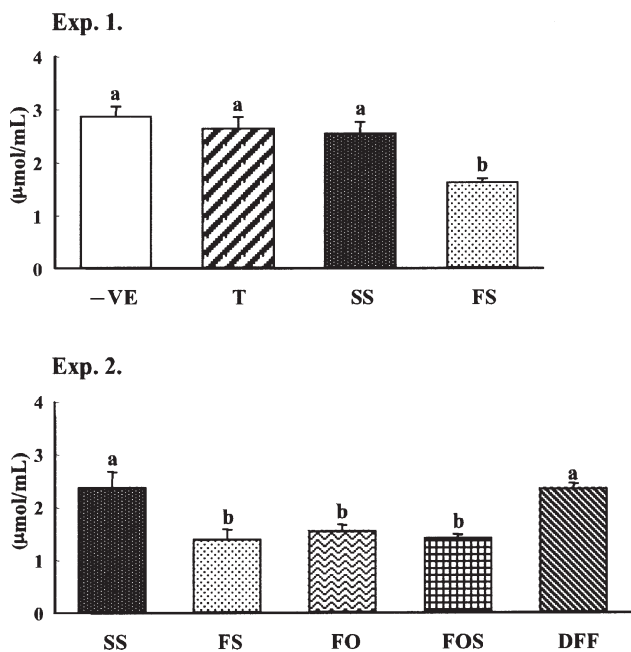 Exp. 1.
4
3
2
1
0
(μmol/mL)
a
a
a
b
−VE T SS FS
Exp. 2.
4
3
2
1
0
(μmol/mL)
a
b
b
b
a
SS FS FO FOS DFF